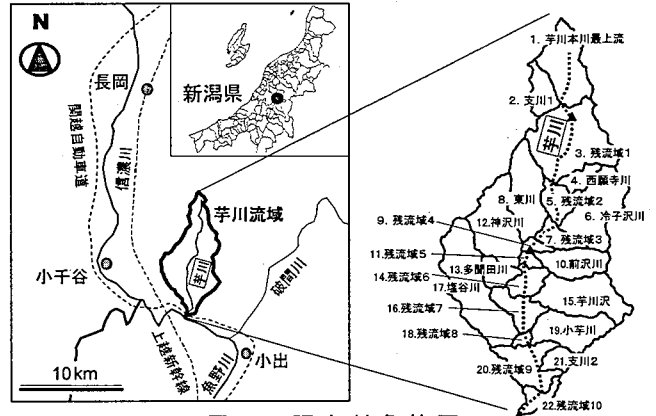 N
長岡
新潟県
関越自動車道
信濃川
芋川流域
芋川
破間川
小千谷
上越新幹線
魚野川
小出
10km
1. 芋川本川最上流
2. 支川1
芋川
3. 残流域1
4. 西願寺川
5. 残流域2
6. 冷子沢川
7. 残流域3
8. 東川
9. 残流域4
10.前沢川
11.残流域5
12.神沢川
13.多聞田川
14.残流域6
15.芋川沢
16.残流域7
17.塩谷川
18.残流域8
19.小芋川
20.残流域9
21.支川2
22.残流域10